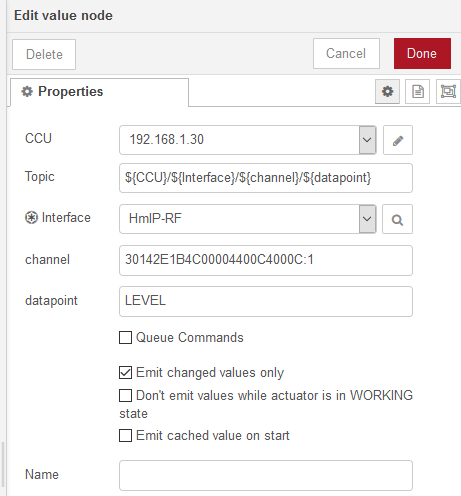 Edit value node
Delete Cancel Done
Properties
CCU 192.168.1.30
Topic ${CCU}/${Interface}/${channel}/${datapoint}
Interface HmIP-RF
channel 30142E1B4C00004400C4000C:1
datapoint LEVEL
Queue Commands
Emit changed values only
Don't emit values while actuator is in WORKING
state
Emit cached value on start
Name